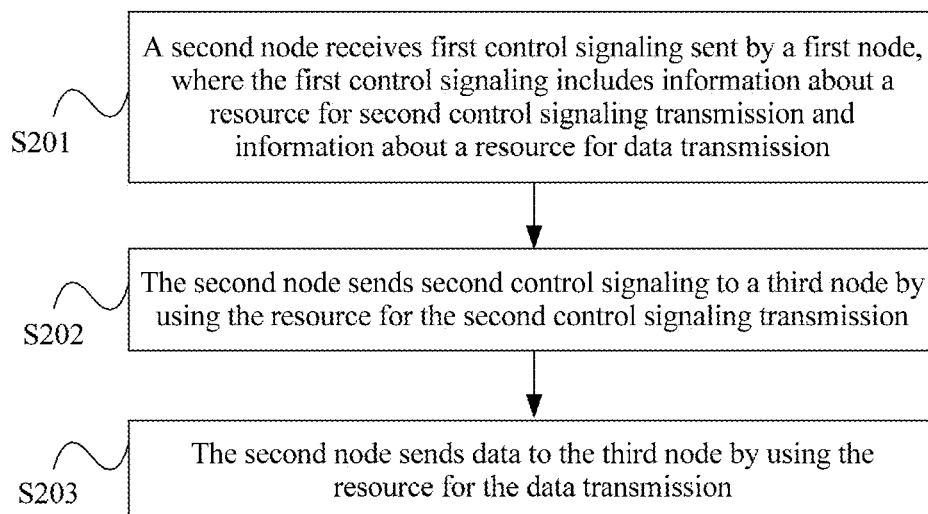 A second node receives first control signaling sent by a first node,
where the first control signaling includes information about a
resource for second control signaling transmission and
information about a resource for data transmission
S201
The second node sends second control signaling to a third node by
using the resource for the second control signaling transmission
S202
The second node sends data to the third node by using the
resource for the data transmission
S203